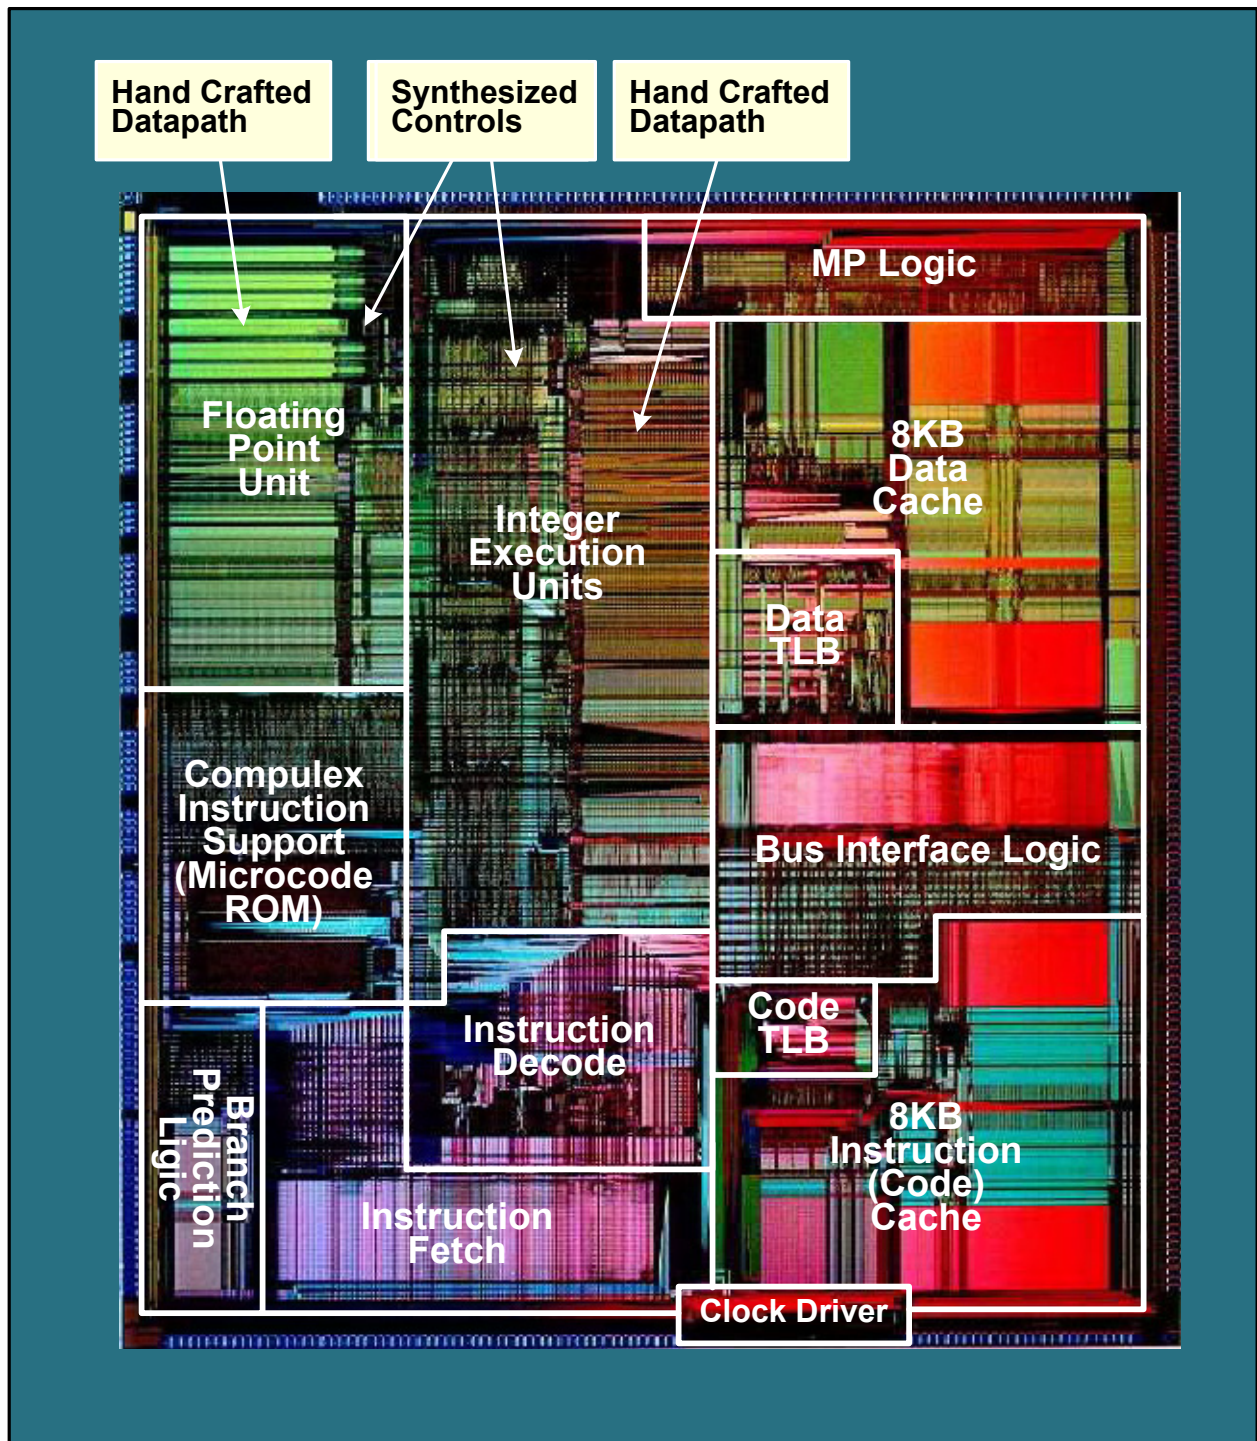 Hand Crafted
Datapath
Synthesized
Controls
Hand Crafted
Datapath
MP Logic
Floating
Point
Unit
Integer
Execution
Units
8KB
Data
Cache
Data
TLB
Compulex
Instruction
Support
(Microcode
ROM)
Bus Interface Logic
Code
TLB
Instruction
Decode
Branch
Prediction
Ligic
8KB
Instruction
(Code)
Cache
Instruction
Fetch
Clock Driver